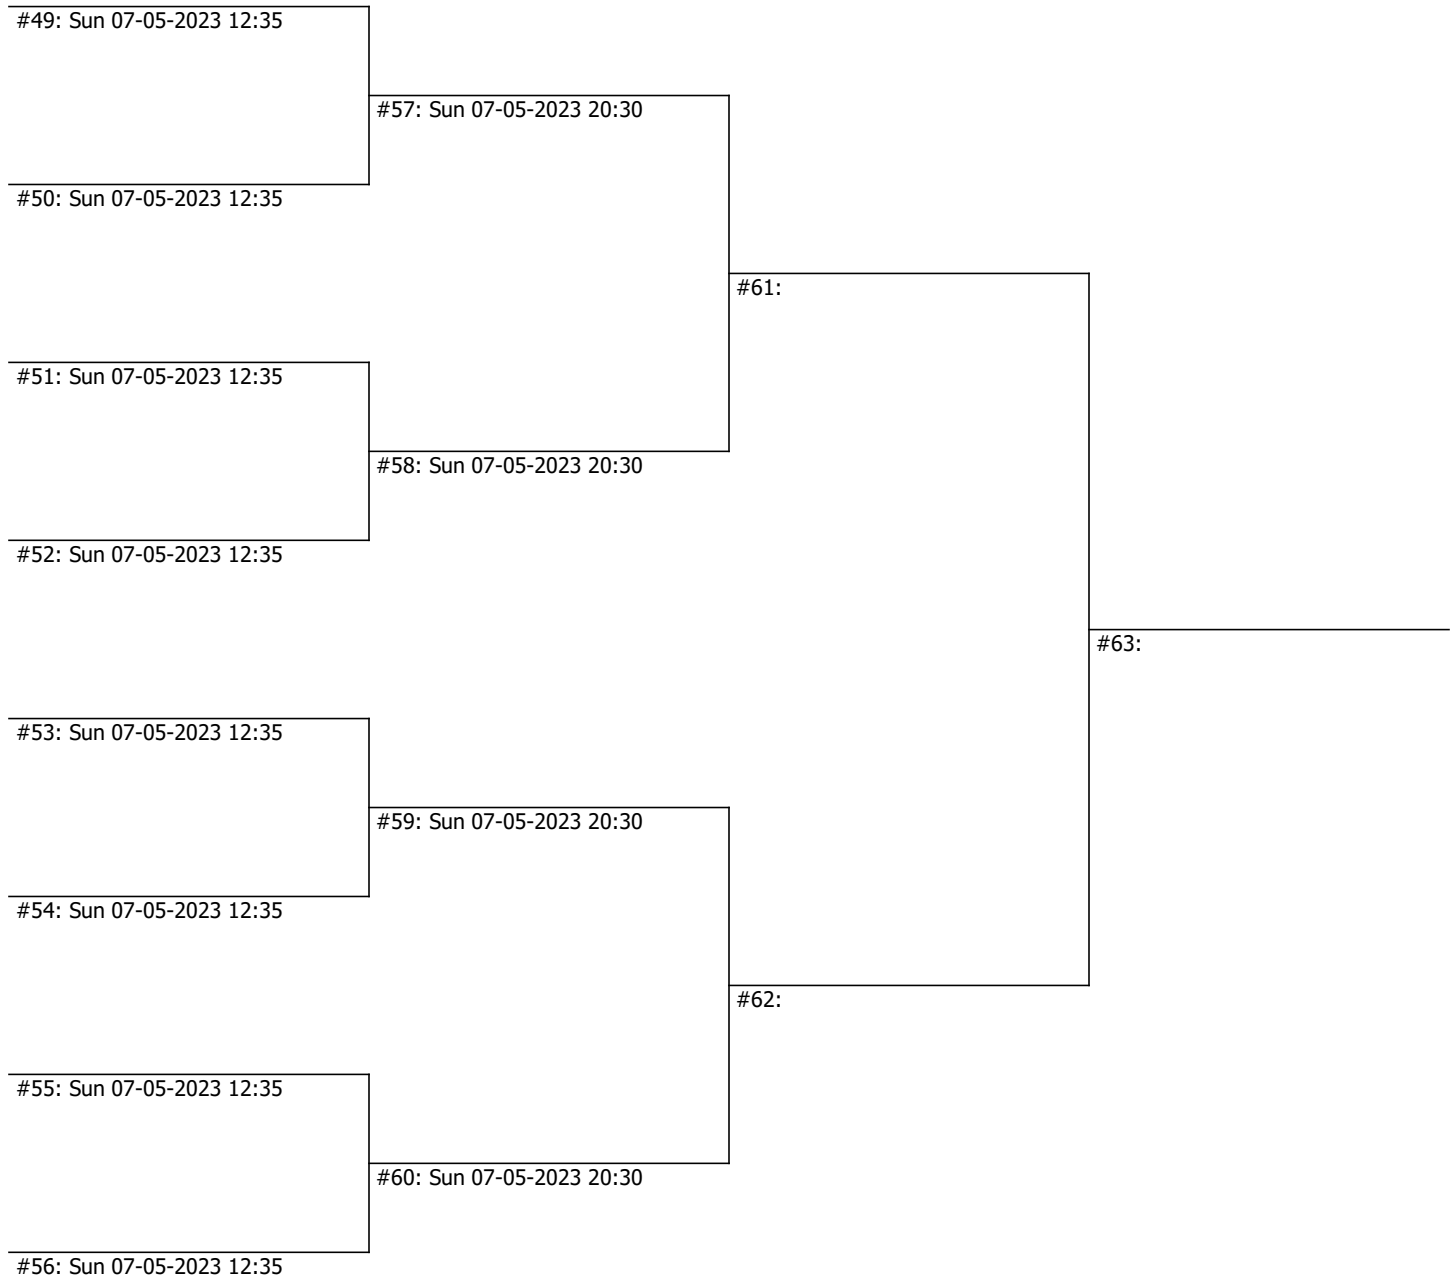 #49: Sun 07-05-2023 12:35
#57: Sun 07-05-2023 20:30
#50: Sun 07-05-2023 12:35
#61:
#51: Sun 07-05-2023 12:35
#58: Sun 07-05-2023 20:30
#52: Sun 07-05-2023 12:35
#63:
#53: Sun 07-05-2023 12:35
#59: Sun 07-05-2023 20:30
#54: Sun 07-05-2023 12:35
#62:
#55: Sun 07-05-2023 12:35
#60: Sun 07-05-2023 20:30
#56: Sun 07-05-2023 12:35